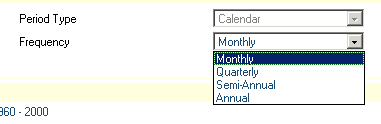 Period Type Calendar
Frequency Monthly
Monthly
Quarterly
Semi-Annual
Annual
960 - 2000